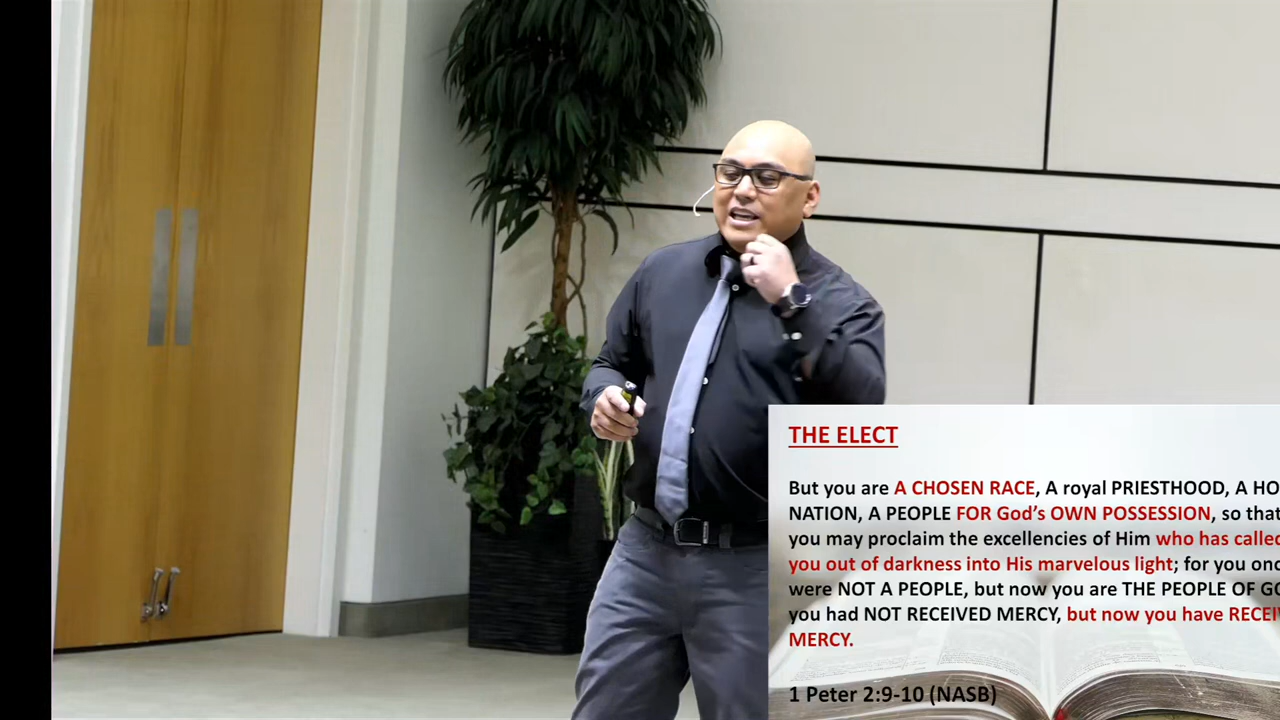 THE ELECT
But you are A CHOSEN RACE, A royal PRIESTHOOD, A HO
NATION, A PEOPLE FOR God's OWN POSSESSION, so that
you may proclaim the excellencies of Him who has called
you out of darkness into His marvelous light; for you onc
were NOT A PEOPLE, but now you are THE PEOPLE OF GO
you had NOT RECEIVED MERCY, but now you have RECEI
MERCY.
1 Peter 2:9-10 (NASB)